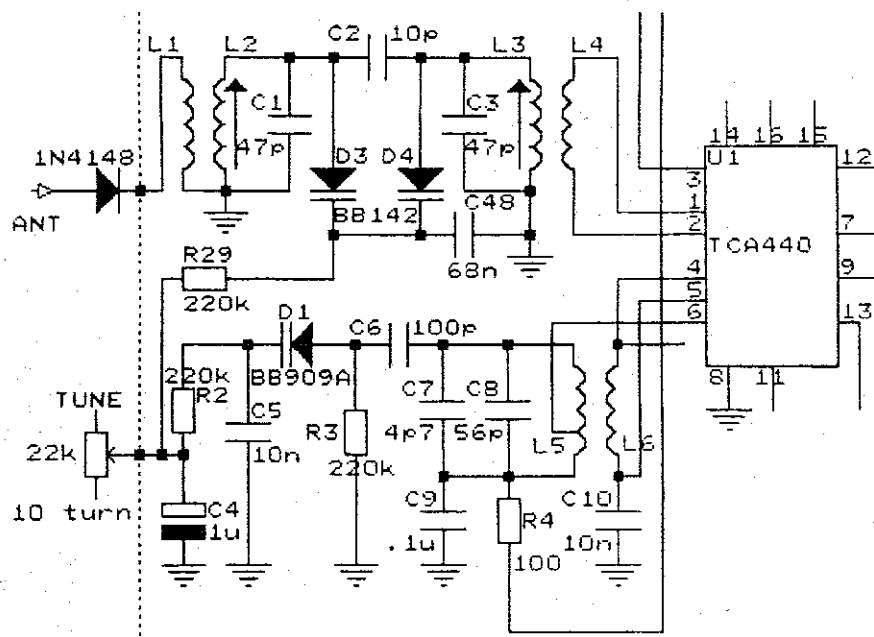 C2
10p
L1
L2
L3
L4
C1
C3
47p
47p
14
16
15
1N4148
D3
D4
U1
12
3
ANT
BB142
C48
1
7
2
TCA440
R29
68n
4
9
220k
5
D1
C6
100p
6
13
220k
BB909A
C7
C8
8
11
TUNE
R2
C5
R3
4p7
56p
L5
L6
22k
10n
220k
10 turn
C4
C9
R4
C10
1u
.1u
100
10n